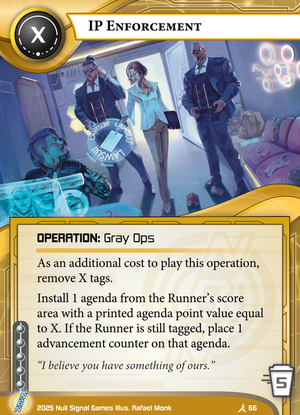 X
IP Enforcement
LAWSUIT
LAWSUIT
OPERATION: Gray Ops
As an additional cost to play this operation,
remove X tags.
Install 1 agenda from the Runner's score
area with a printed agenda point value equal
to X. If the Runner is still tagged, place 1
advancement counter on that agenda.
“I believe you have something of ours.”
5
2025 Null Signal Games Illus. Rafael Monk
66